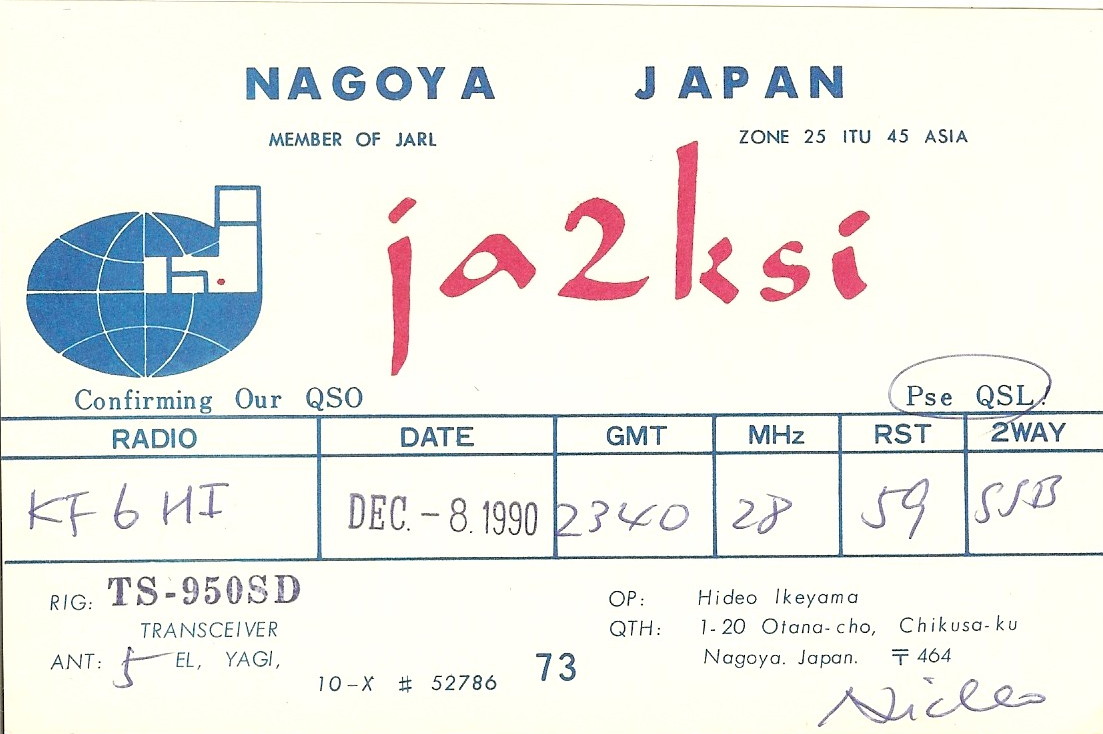 NAGOYA JAPAN
MEMBER OF JARL ZONE 25 ITU 45 ASIA
ja2ksi
Confirming Our QSO Pse QSL!
RADIO DATE GMT MHz RST 2WAY
KF6HI DEC. -8. 1990 2340 28 59 SSB
RIG: TS-950SD
TRANSCEIVER
ANT: 5 EL, YAGI,
10-X # 52786
73
OP: Hideo Ikeyama
QTH: 1-20 Otana-cho, Chikusa-ku
Nagoya. Japan. 〒464
Hideo